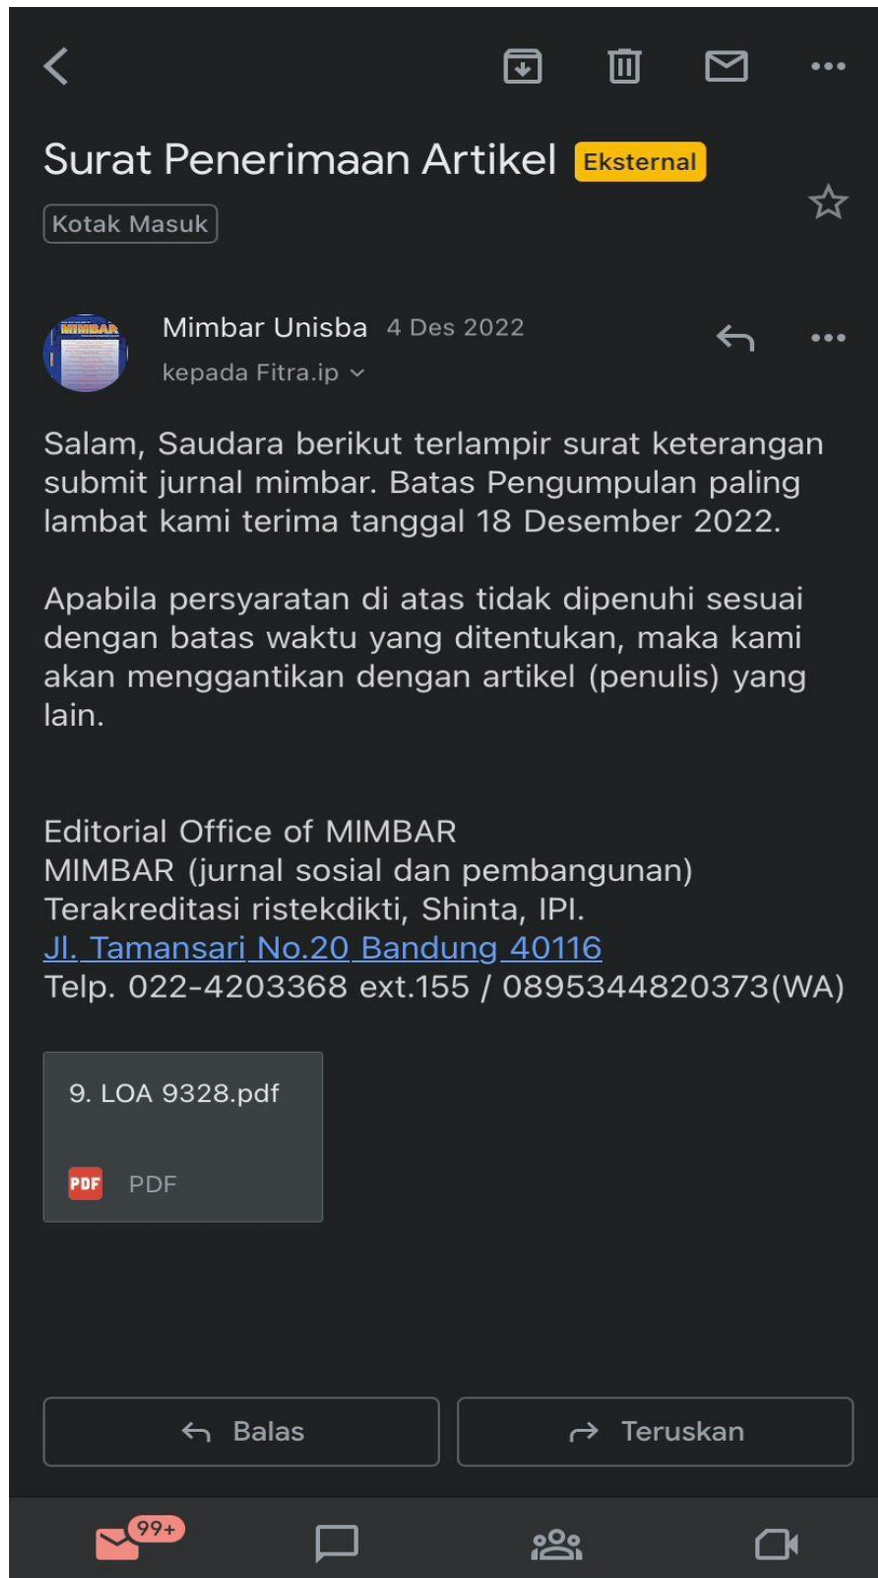 Surat Penerimaan Artikel Eksternal
Kotak Masuk
MIMBAR
Mimbar Unisba 4 Des 2022
kepada Fitra.ip
Salam, Saudara berikut terlampir surat keterangan
submit jurnal mimbar. Batas Pengumpulan paling
lambat kami terima tanggal 18 Desember 2022.
Apabila persyaratan di atas tidak dipenuhi sesuai
dengan batas waktu yang ditentukan, maka kami
akan menggantikan dengan artikel (penulis) yang
lain.
Editorial Office of MIMBAR
MIMBAR (jurnal sosial dan pembangunan)
Terakreditasi ristekdikti, Shinta, IPI.
Jl. Tamansari No.20 Bandung 40116
Telp. 022-4203368 ext.155 / 0895344820373(WA)
9. LOA 9328.pdf
PDF PDF
Balas Teruskan
99+